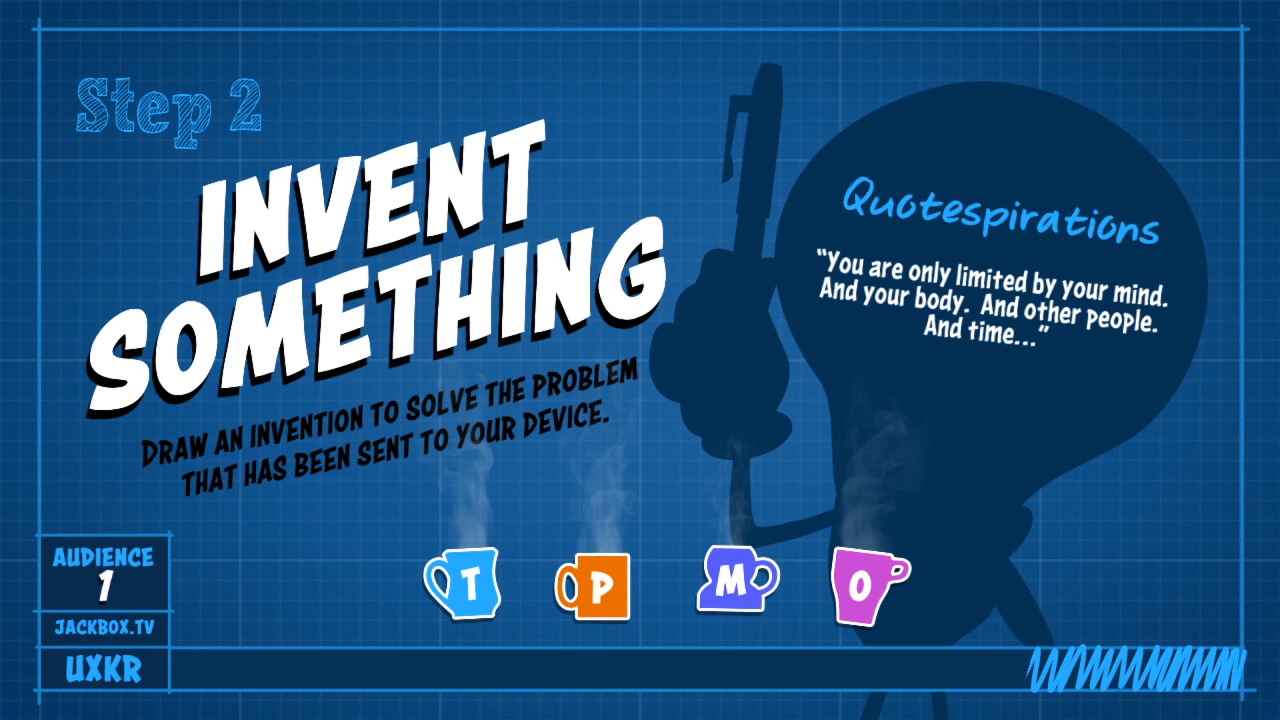 Step 2
INVENT
SOMETHING
DRAW AN INVENTION TO SOLVE THE PROBLEM
THAT HAS BEEN SENT TO YOUR DEVICE.
Quotespirations
"You are only limited by your mind.
And your body. And other people.
And time..."
T P M O
AUDIENCE
1
JACKBOX.TV
UXKR